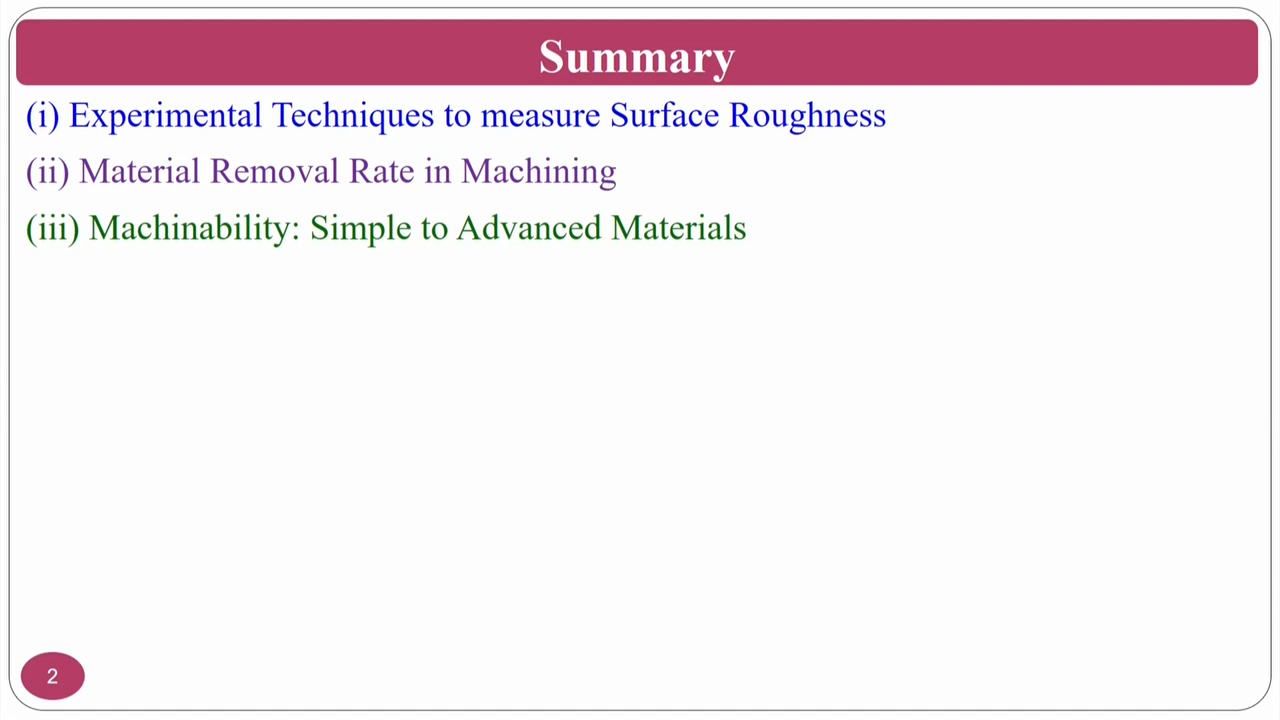 Summary
(i) Experimental Techniques to measure Surface Roughness
(ii) Material Removal Rate in Machining
(iii) Machinability: Simple to Advanced Materials
2